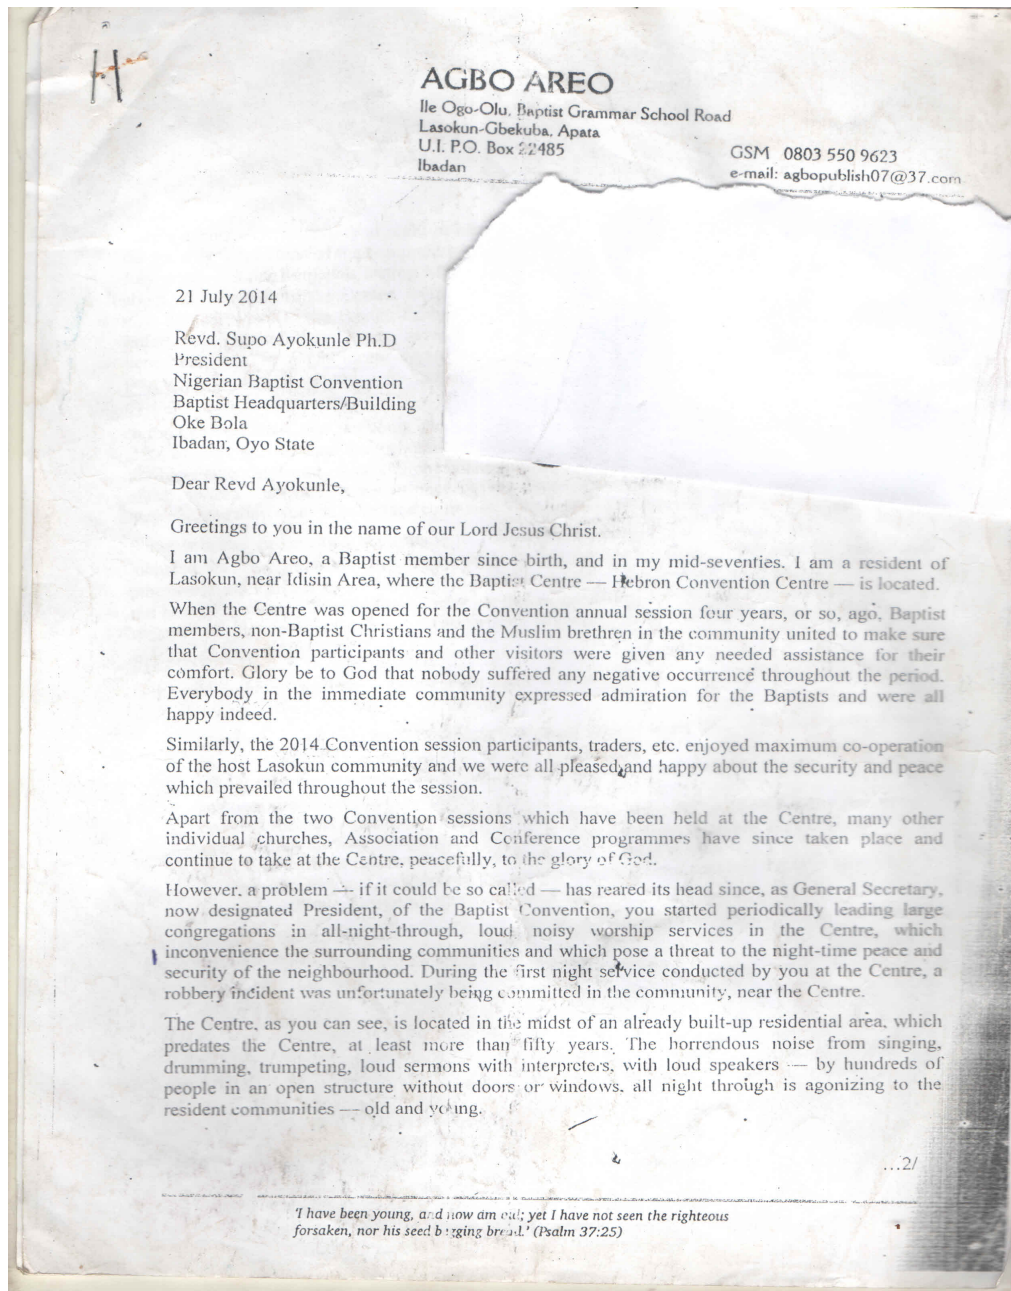 H
AGBO AREO
Ile Ogo-Olu, Baptist Grammar School Road
Lasokun-Gbekuba, Apata
U.I. P.O. Box 22485
Ibadan
GSM 0803 550 9623
e-mail: agbopublish07@37.com
21 July 2014
Revd. Supo Ayokunle Ph.D
President
Nigerian Baptist Convention
Baptist Headquarters/Building
Oke Bola
Ibadan, Oyo State
Dear Revd Ayokunle,
Greetings to you in the name of our Lord Jesus Christ.
I am Agbo Areo, a Baptist member since birth, and in my mid-seventies. I am a resident of
Lasokun, near Idisin Area, where the Baptist Centre — Hebron Convention Centre — is located.
When the Centre was opened for the Convention annual session four years, or so, ago, Baptist
members, non-Baptist Christians and the Muslim brethren in the community united to make sure
that Convention participants and other visitors were given any needed assistance for their
comfort. Glory be to God that nobody suffered any negative occurrence throughout the period.
Everybody in the immediate community expressed admiration for the Baptists and were all
happy indeed.
Similarly, the 2014 Convention session participants, traders, etc. enjoyed maximum co-operation
of the host Lasokun community and we were all pleased and happy about the security and peace
which prevailed throughout the session.
Apart from the two Convention sessions which have been held at the Centre, many other
individual churches, Association and Conference programmes have since taken place and
continue to take at the Centre, peacefully, to the glory of God.
However, a problem — if it could be so called — has reared its head since, as General Secretary,
now designated President, of the Baptist Convention, you started periodically leading large
congregations in all-night-through, loud, noisy worship services in the Centre, which
inconvenience the surrounding communities and which pose a threat to the night-time peace and
security of the neighbourhood. During the first night service conducted by you at the Centre, a
robbery incident was unfortunately being committed in the community, near the Centre.
The Centre, as you can see, is located in the midst of an already built-up residential area, which
predates the Centre, at least more than fifty years. The horrendous noise from singing,
drumming, trumpeting, loud sermons with interpreters, with loud speakers — by hundreds of
people in an open structure without doors or windows, all night through is agonizing to the
resident communities — old and young.
...2/
'I have been young, and now am old; yet I have not seen the righteous
forsaken, nor his seed begging bread.' (Psalm 37:25)